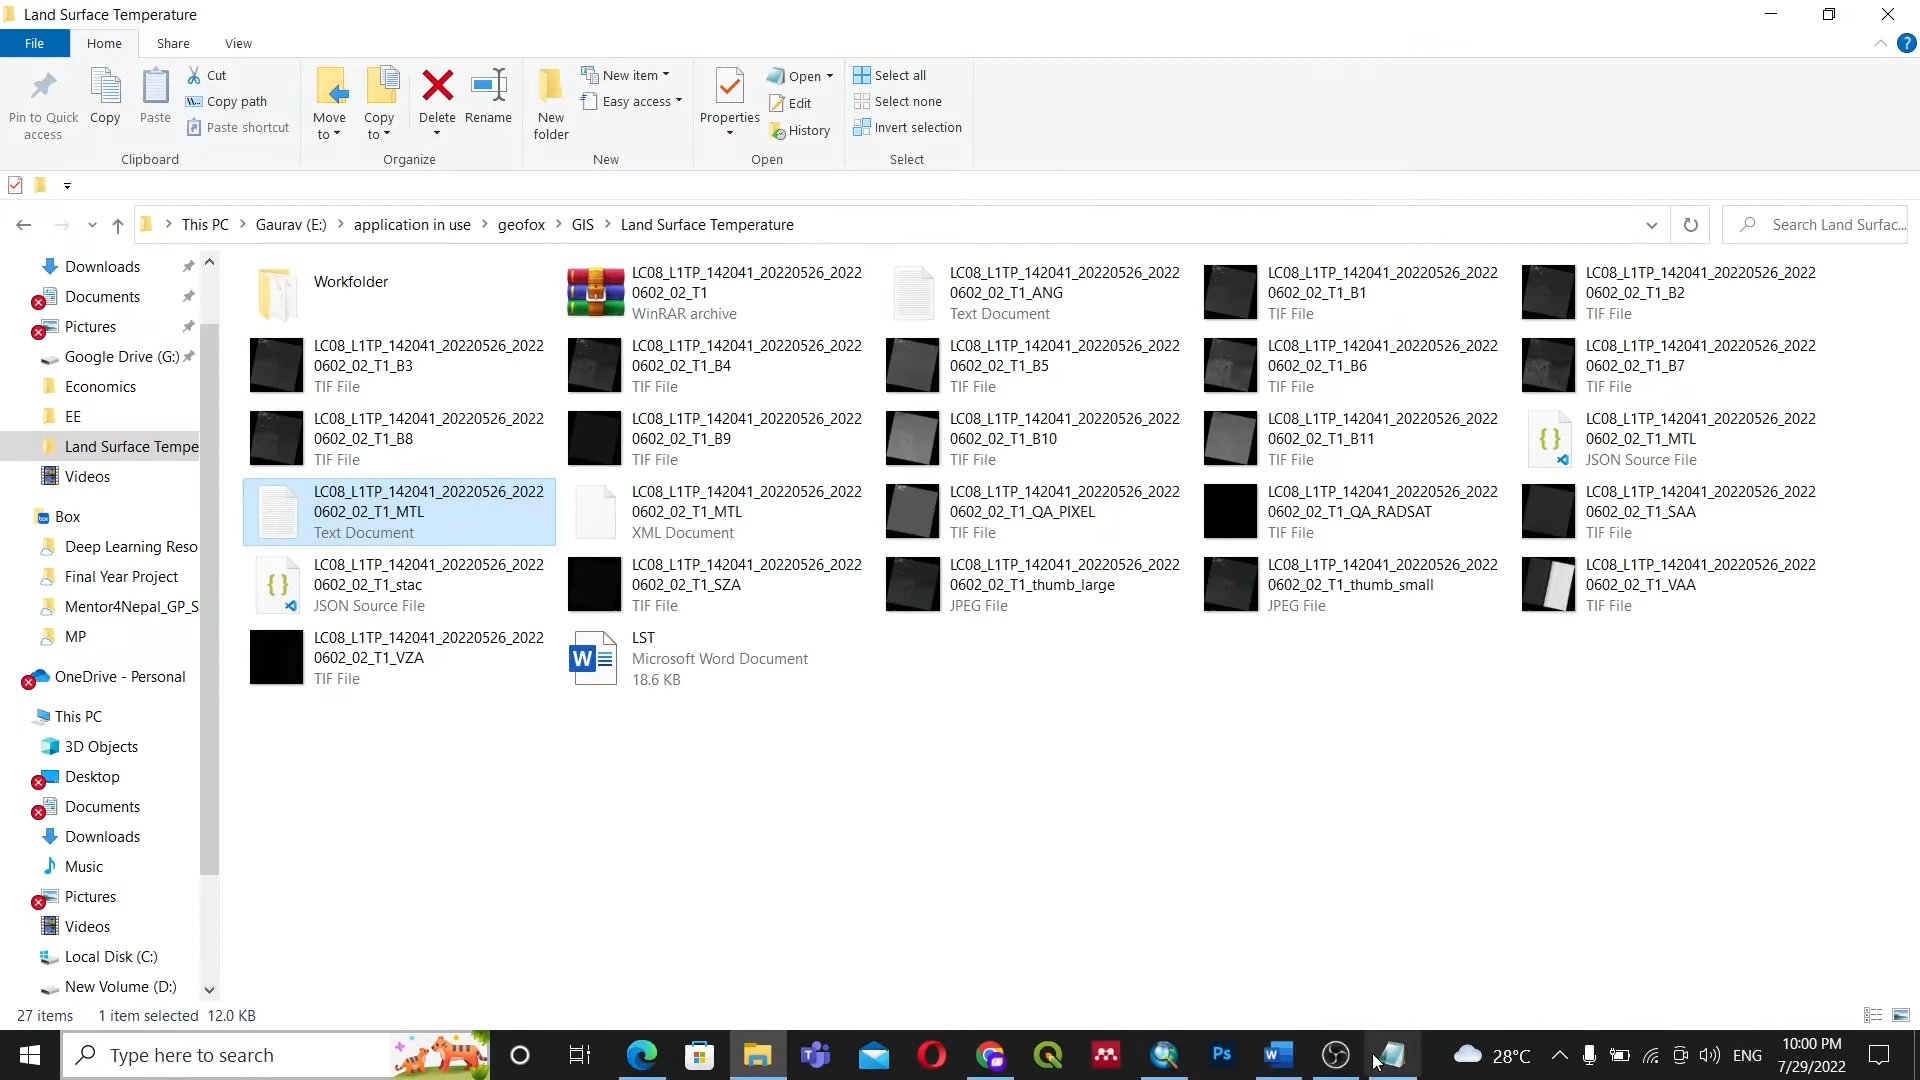 Land Surface Temperature
File
Home
Share
View
Pin to Quick
access
Copy
Paste
Cut
Copy path
Paste shortcut
Clipboard
Move
to
Copy
to
Delete
Rename
Organize
New
folder
New item
Easy access
New
Properties
Open
Edit
History
Open
Select all
Select none
Invert selection
Select
This PC
Gaurav (E:)
application in use
geofox
GIS
Land Surface Temperature
Search Land Surfac...
Downloads
Documents
Pictures
Google Drive (G:)
Economics
EE
Land Surface Tempe
Videos
Box
Deep Learning Reso
Final Year Project
Mentor4Nepal_GP_S
MP
OneDrive - Personal
This PC
3D Objects
Desktop
Documents
Downloads
Music
Pictures
Videos
Local Disk (C:)
New Volume (D:)
Workfolder
LC08_L1TP_142041_20220526_2022
0602_02_T1
WinRAR archive
LC08_L1TP_142041_20220526_2022
0602_02_T1_ANG
Text Document
LC08_L1TP_142041_20220526_2022
0602_02_T1_B1
TIF File
LC08_L1TP_142041_20220526_2022
0602_02_T1_B2
TIF File
LC08_L1TP_142041_20220526_2022
0602_02_T1_B3
TIF File
LC08_L1TP_142041_20220526_2022
0602_02_T1_B4
TIF File
LC08_L1TP_142041_20220526_2022
0602_02_T1_B5
TIF File
LC08_L1TP_142041_20220526_2022
0602_02_T1_B6
TIF File
LC08_L1TP_142041_20220526_2022
0602_02_T1_B7
TIF File
LC08_L1TP_142041_20220526_2022
0602_02_T1_B8
TIF File
LC08_L1TP_142041_20220526_2022
0602_02_T1_B9
TIF File
LC08_L1TP_142041_20220526_2022
0602_02_T1_B10
TIF File
LC08_L1TP_142041_20220526_2022
0602_02_T1_B11
TIF File
LC08_L1TP_142041_20220526_2022
0602_02_T1_MTL
JSON Source File
LC08_L1TP_142041_20220526_2022
0602_02_T1_MTL
Text Document
LC08_L1TP_142041_20220526_2022
0602_02_T1_MTL
XML Document
LC08_L1TP_142041_20220526_2022
0602_02_T1_QA_PIXEL
TIF File
LC08_L1TP_142041_20220526_2022
0602_02_T1_QA_RADSAT
TIF File
LC08_L1TP_142041_20220526_2022
0602_02_T1_SAA
TIF File
LC08_L1TP_142041_20220526_2022
0602_02_T1_stac
JSON Source File
LC08_L1TP_142041_20220526_2022
0602_02_T1_SZA
TIF File
LC08_L1TP_142041_20220526_2022
0602_02_T1_thumb_large
JPEG File
LC08_L1TP_142041_20220526_2022
0602_02_T1_thumb_small
JPEG File
LC08_L1TP_142041_20220526_2022
0602_02_T1_VAA
TIF File
LC08_L1TP_142041_20220526_2022
0602_02_T1_VZA
TIF File
LST
Microsoft Word Document
18.6 KB
27 items
1 item selected 12.0 KB
Type here to search
Ps
28°C
ENG
10:00 PM
7/29/2022